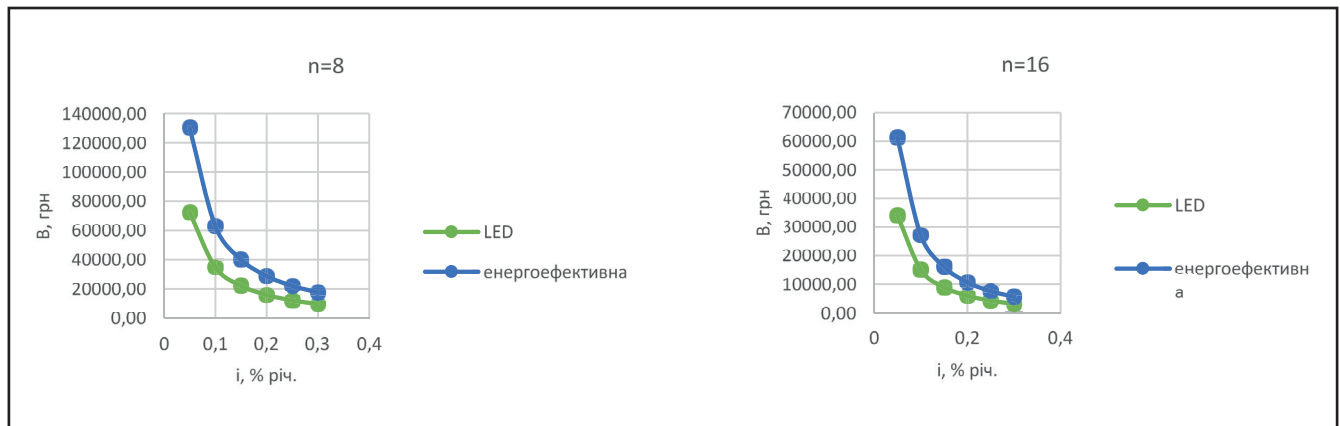 n=8
140000,00
120000,00
100000,00
80000,00
60000,00
40000,00
20000,00
0,00
В, грн
0 0,1 0,2 0,3 0,4
і, % річ.
LED
енергоефективна
n=16
70000,00
60000,00
50000,00
40000,00
30000,00
20000,00
10000,00
0,00
В, грн
0 0,2 0,4
і, % річ.
LED
енергоефективн
а